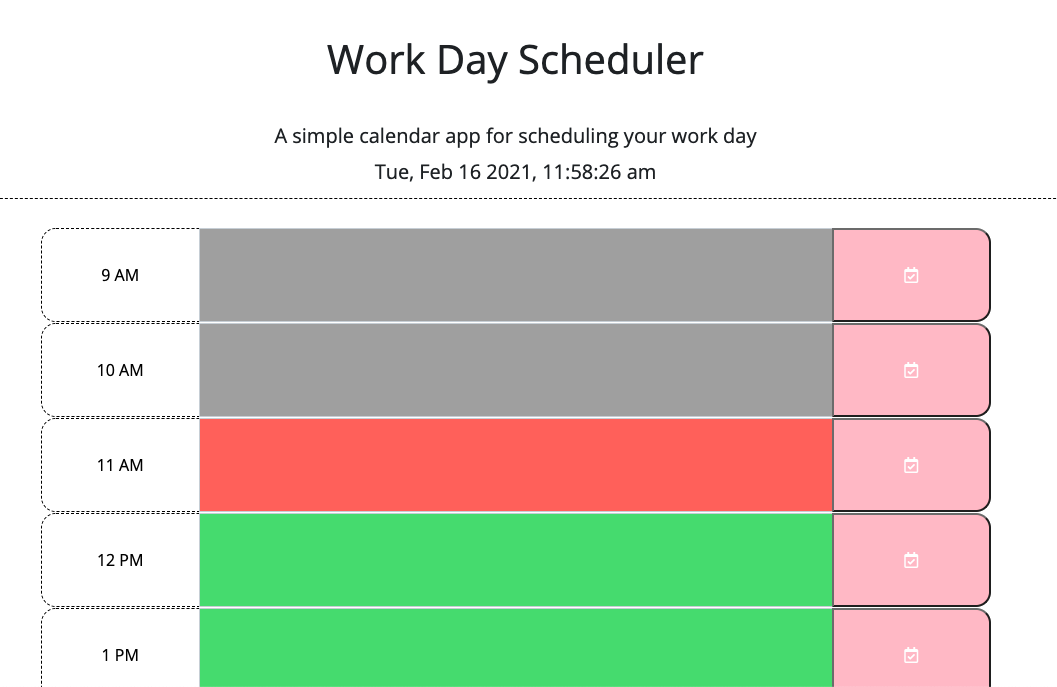 Work Day Scheduler
A simple calendar app for scheduling your work day
Tue, Feb 16 2021, 11:58:26 am
9 AM
10 AM
11 AM
12 PM
1 PM